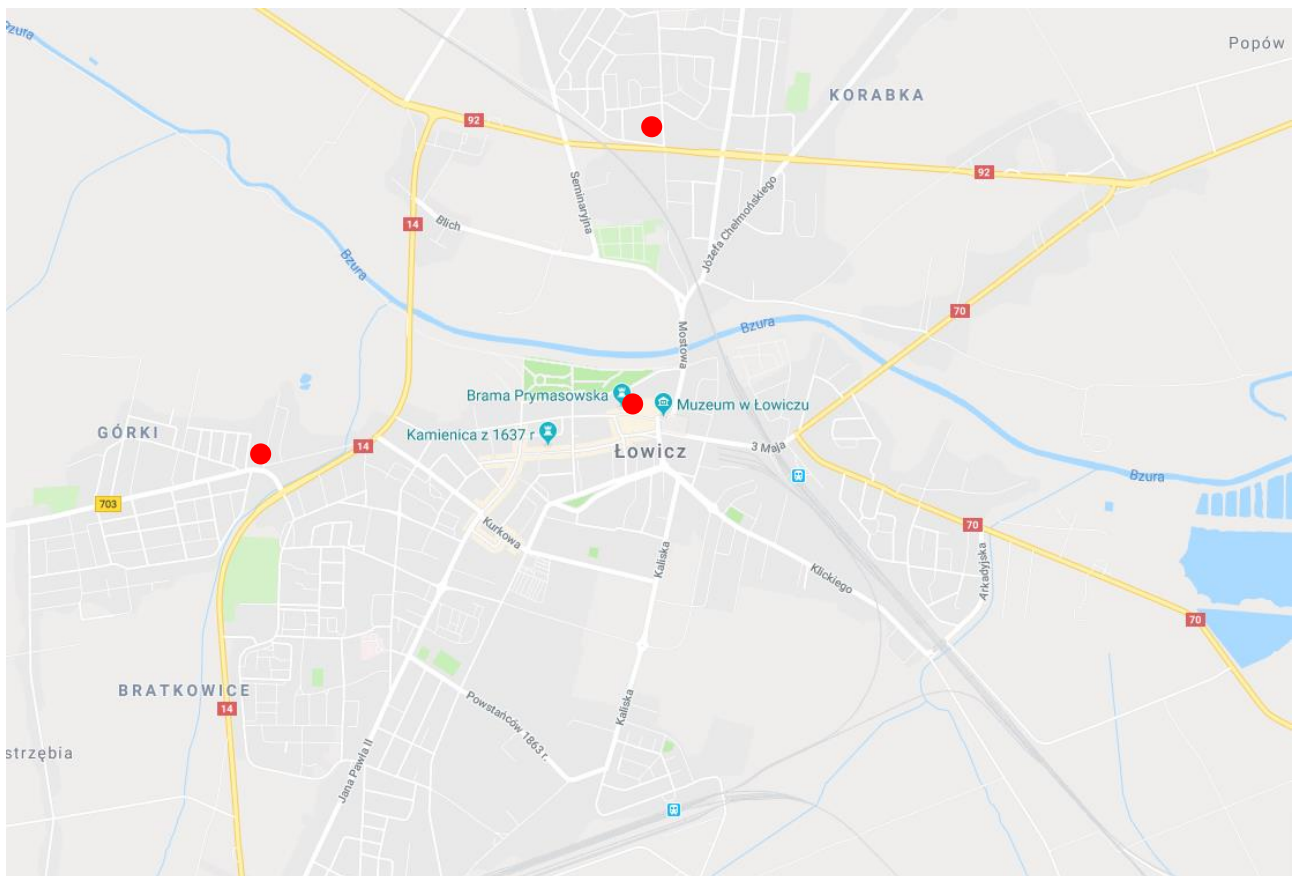 Bzura
Popów
KORABKA
92
92
Seminaryjna
14
Blich
Józefa Chełmońskiego
Bzura
70
Bzura
Mostowa
Brama Prymasowska
Muzeum w Łowiczu
GÓRKI
Kamienica z 1637 r
14
Łowicz
3 Maja
Bzura
703
Kurkowa
70
Kaliska
Klickiego
Arkadyjska
70
BRATKOWICE
14
Powstańców 1863 r.
Kaliska
strzębia
Jana Pawła II